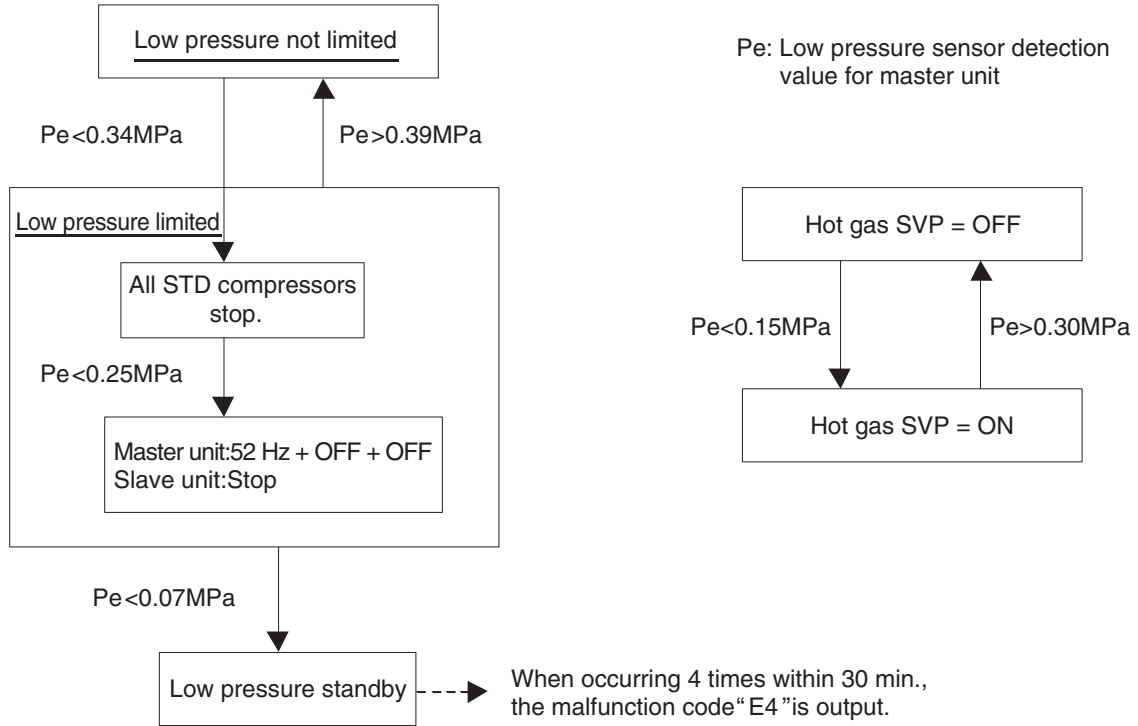 Low pressure not limited
Pe: Low pressure sensor detection
value for master unit
Pe<0.34MPa
Pe>0.39MPa
Low pressure limited
All STD compressors
stop.
Pe<0.25MPa
Master unit:52 Hz + OFF + OFF
Slave unit:Stop
Pe<0.07MPa
Low pressure standby
When occurring 4 times within 30 min.,
the malfunction code“E4”is output.
Hot gas SVP = OFF
Pe<0.15MPa
Pe>0.30MPa
Hot gas SVP = ON